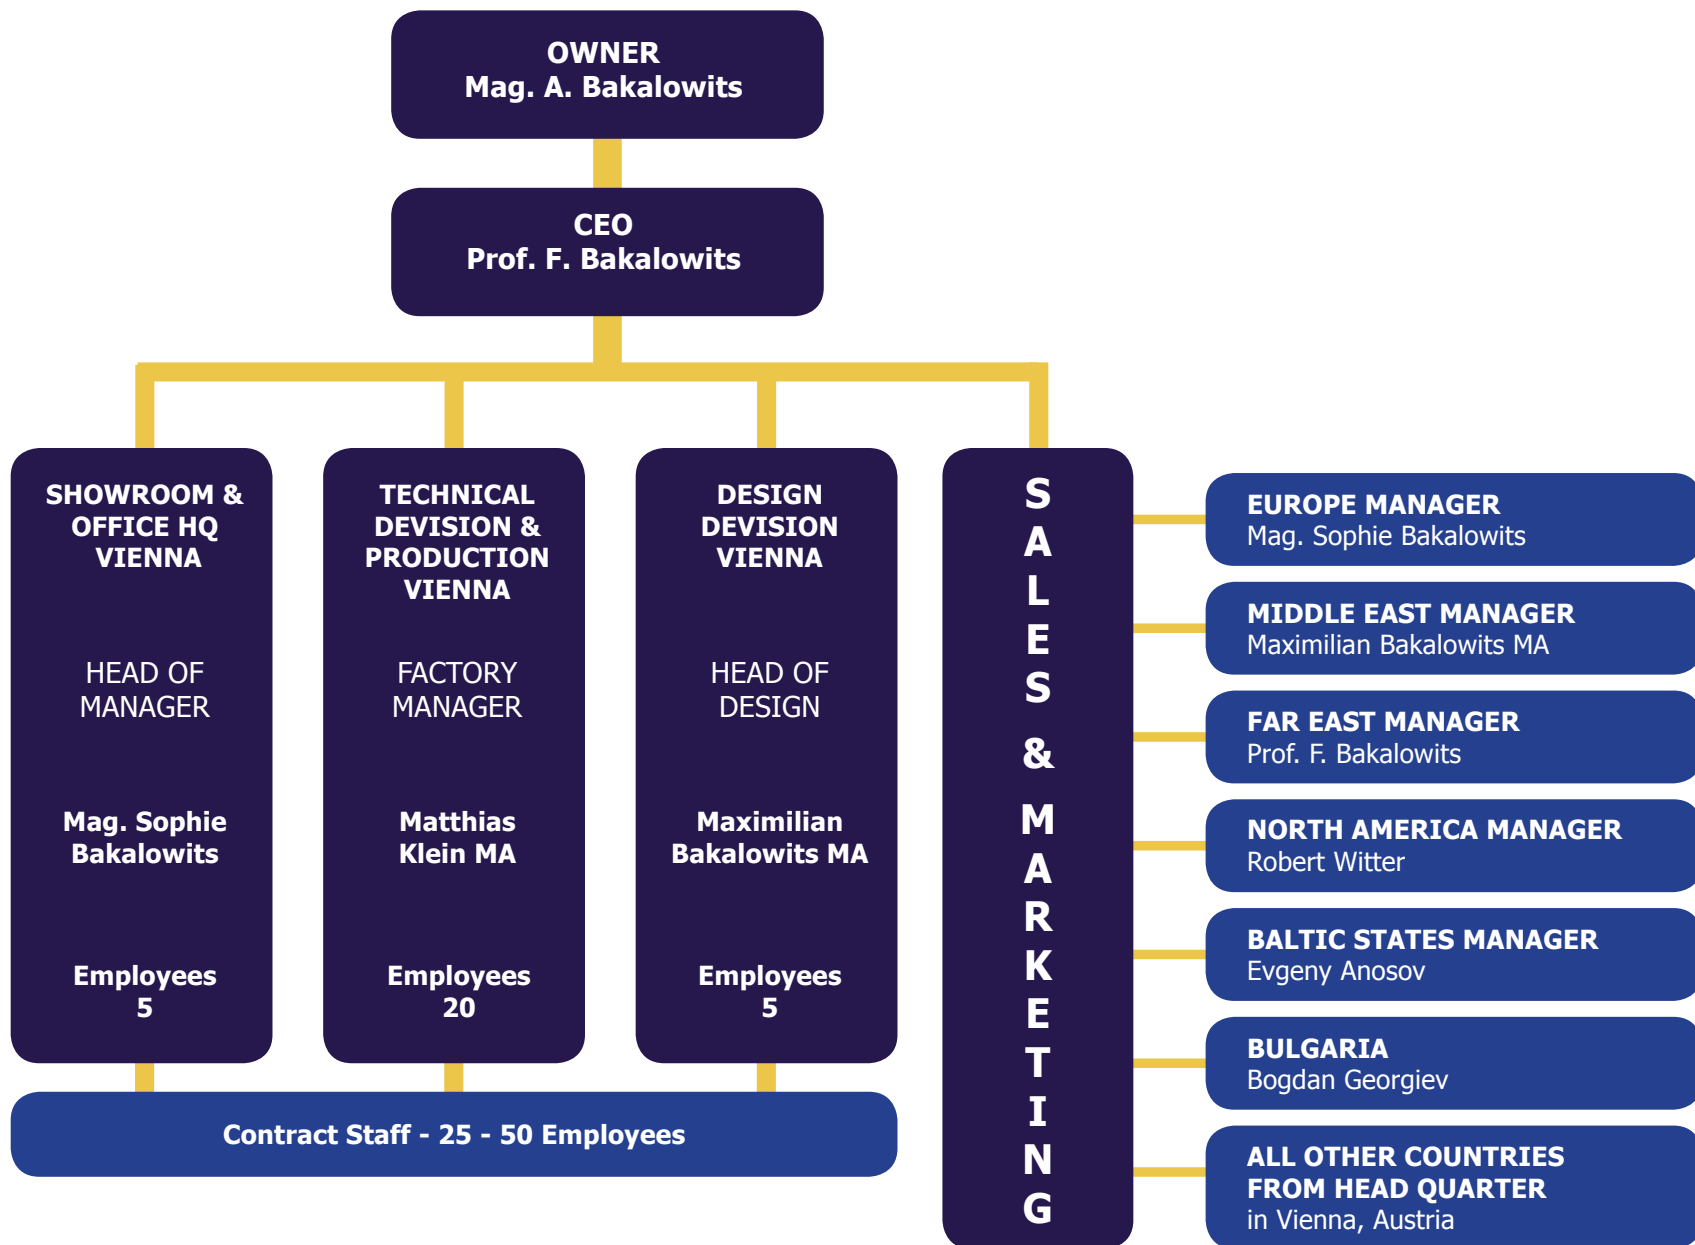 OWNER
Mag. A. Bakalowits
CEO
Prof. F. Bakalowits
SHOWROOM &
OFFICE HQ
VIENNA
HEAD OF
MANAGER
Mag. Sophie
Bakalowits
Employees
5
TECHNICAL
DEVISION &
PRODUCTION
VIENNA
FACTORY
MANAGER
Matthias
Klein MA
Employees
20
DESIGN
DEVISION
VIENNA
HEAD OF
DESIGN
Maximilian
Bakalowits MA
Employees
5
Contract Staff - 25 - 50 Employees
SALES & MARKETING
EUROPE MANAGER
Mag. Sophie Bakalowits
MIDDLE EAST MANAGER
Maximilian Bakalowits MA
FAR EAST MANAGER
Prof. F. Bakalowits
NORTH AMERICA MANAGER
Robert Witter
BALTIC STATES MANAGER
Evgeny Anosov
BULGARIA
Bogdan Georgiev
ALL OTHER COUNTRIES
FROM HEAD QUARTER
in Vienna, Austria